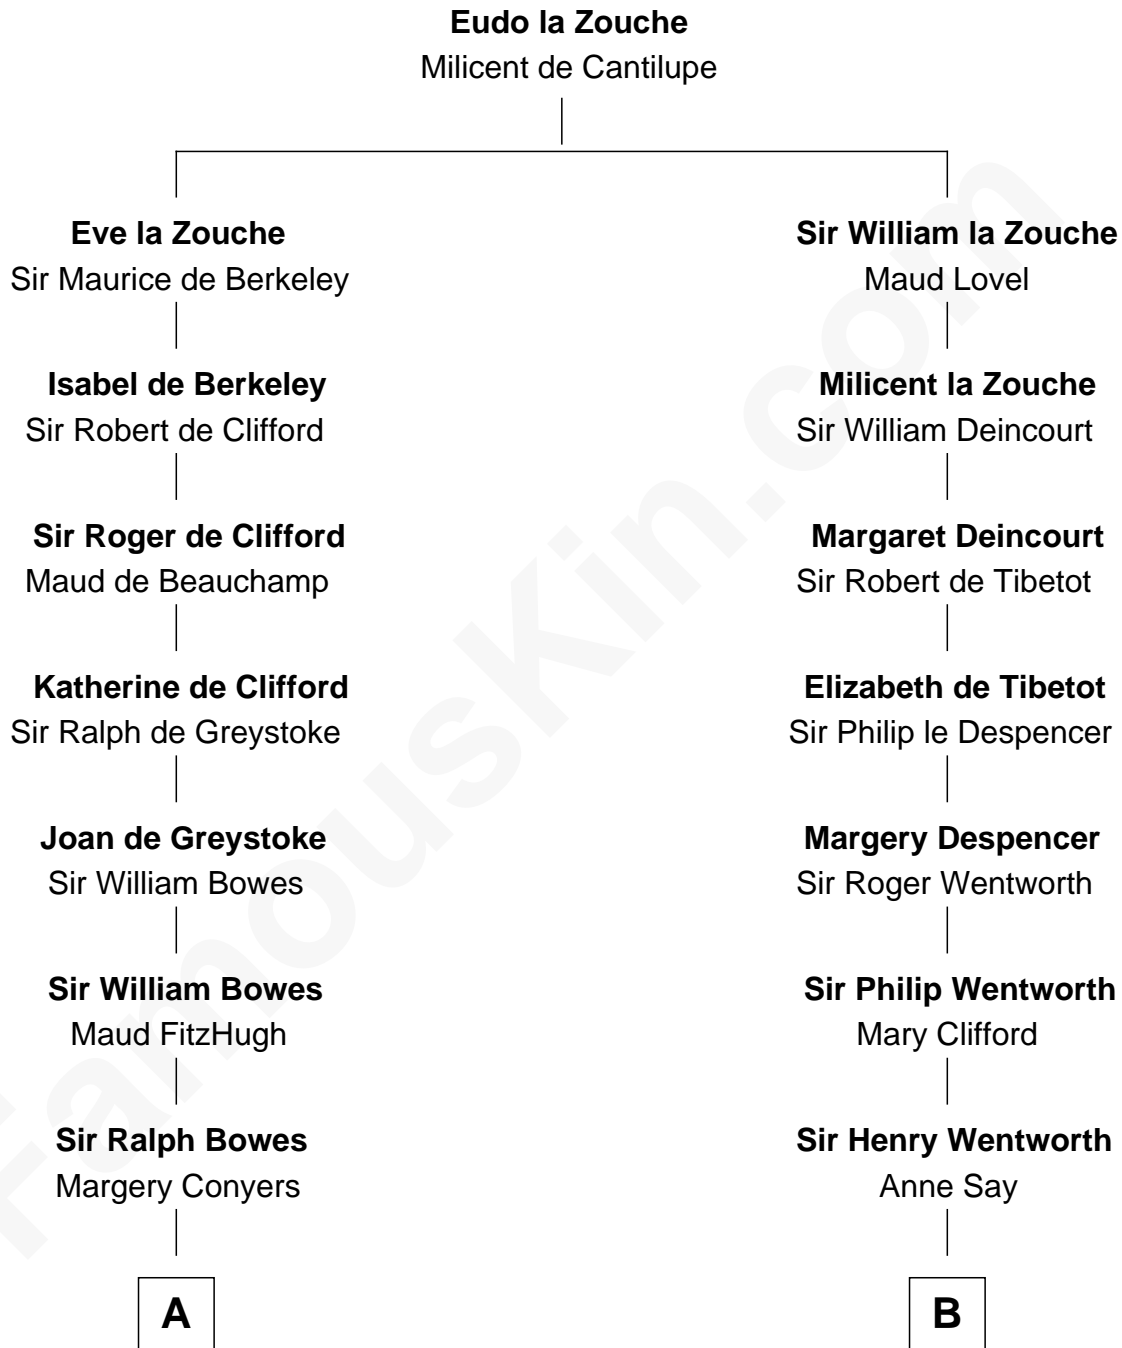 Eudo la Zouche
Milicent de Cantilupe
Eve la Zouche
Sir Maurice de Berkeley
Sir William la Zouche
Maud Lovel
Isabel de Berkeley
Sir Robert de Clifford
Milicent la Zouche
Sir William Deincourt
Sir Roger de Clifford
Maud de Beauchamp
Margaret Deincourt
Sir Robert de Tibetot
Katherine de Clifford
Sir Ralph de Greystoke
Elizabeth de Tibetot
Sir Philip le Despencer
Joan de Greystoke
Sir William Bowes
Margery Despencer
Sir Roger Wentworth
Sir William Bowes
Maud FitzHugh
Sir Philip Wentworth
Mary Clifford
Sir Ralph Bowes
Margery Conyers
Sir Henry Wentworth
Anne Say
A
B
FamousKin.com